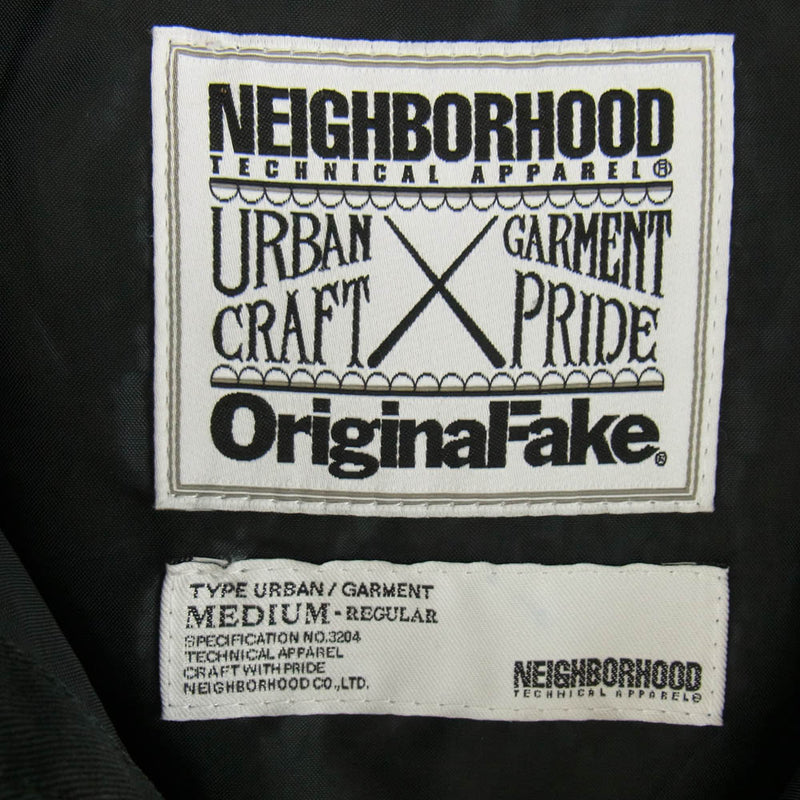 NEIGHBORHOOD
TECHNICAL APPAREL®
URBAN GARMENT
CRAFT PRIDE
OriginalFake®
TYPE URBAN / GARMENT
MEDIUM - REGULAR
SPECIFICATION NO.3204
TECHNICAL APPAREL
CRAFT WITH PRIDE
NEIGHBORHOOD CO.,LTD.
NEIGHBORHOOD
TECHNICAL APPAREL®